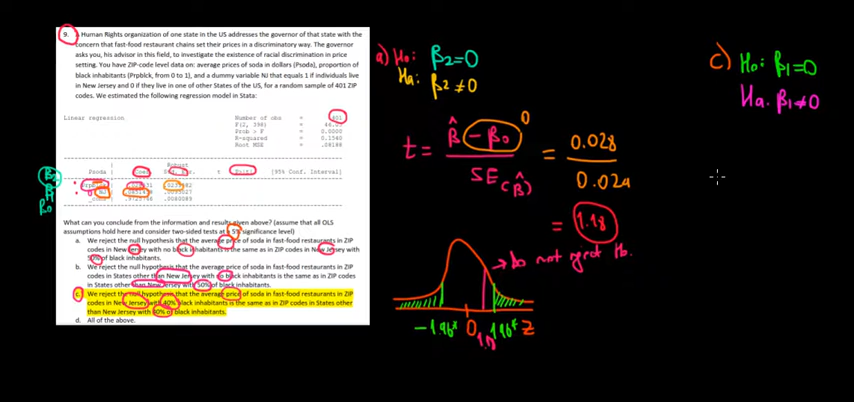 9. Human Rights organization of one state in the US addresses the governor of that state with the
concern that fast-food restaurant chains set their prices in a discriminatory way. The governor
asks you, his advisor in this field, to investigate the existence of racial discrimination in price
setting. You have ZIP-code level data on: average prices of soda in dollars (Psoda), proportion of
black inhabitants (Prpblck, from 0 to 1), and a dummy variable NJ that equals 1 if individuals live
in New Jersey and 0 if they live in one of other States of the US, for a random sample of 401 ZIP
codes. We estimated the following regression model in Stata:
Linear regression
Number of obs = 401
F(2, 398) =
Prob > F = 0.0000
R-squared = 0.1540
Root MSE = .08188
Robust
Psoda t [95% Conf. Interval]
β2
NJ
β0 _cons .0080089
What can you conclude from the information and results given above? (assume that all OLS
assumptions hold here and consider two-sided tests at a 5% significance level)
a. We reject the null hypothesis that the average price of soda in fast-food restaurants in ZIP
codes in New Jersey with no black inhabitants is the same as in ZIP codes in New Jersey with
50% of black inhabitants.
b. We reject the null hypothesis that the average price of soda in fast-food restaurants in ZIP
codes in States other than New Jersey with no black inhabitants is the same as in ZIP codes
in States other than New Jersey with 50% of black inhabitants.
c. We reject the null hypothesis that the average price of soda in fast-food restaurants in ZIP
codes in New Jersey with 40% black inhabitants is the same as in ZIP codes in States other
than New Jersey with 40% of black inhabitants.
d. All of the above.
a) Ho: β2=0
Ha: β2≠0
t = β̂ - β0 0 / SE(β̂) = 0.028 / 0.024
= 1.18
→ Do not reject Ho.
-1.96* 0 1.96* Z
c) Ho: β1=0
Ha: β1≠0